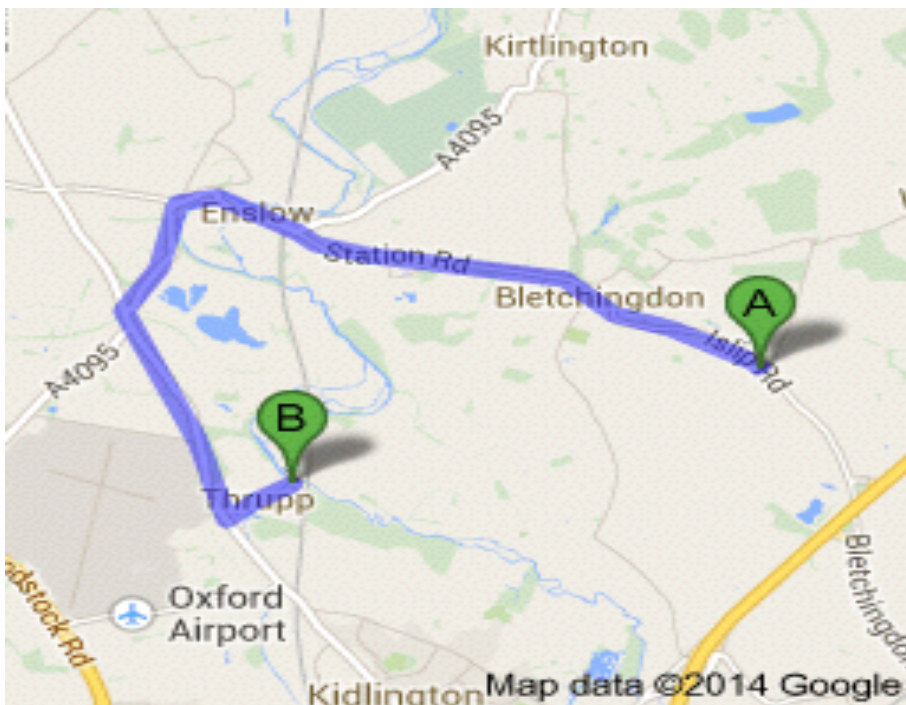 Kirtlington
A4095
Enslow
Station Rd
Bletchingdon
A
Islip Rd
A4095
B
Thrupp
dstock Rd
Bletchingdon
Oxford
Airport
Kidlington
Map data ©2014 Google